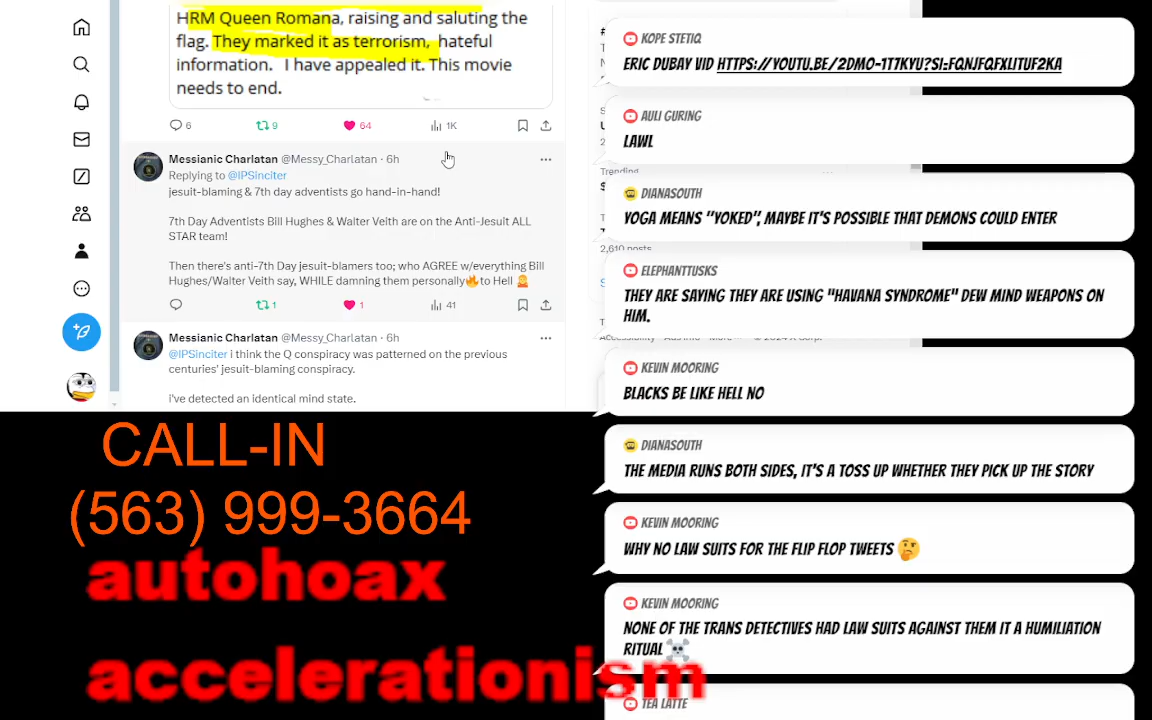 HRM Queen Romana, raising and saluting the
flag. They marked it as terrorism, hateful
information. I have appealed it. This movie
needs to end.
6
9
64
1K
Messianic Charlatan @Messy_Charlatan · 6h
Replying to @IPSinciter
jesuit-blaming & 7th day adventists go hand-in-hand!
7th Day Adventists Bill Hughes & Walter Veith are on the Anti-Jesuit ALL
STAR team!
Then there's anti-7th Day jesuit-blamers too; who AGREE w/everything Bill
Hughes/Walter Veith say, WHILE damning them personally🔥to Hell
1
1
41
Messianic Charlatan @Messy_Charlatan · 6h
@IPSinciter i think the Q conspiracy was patterned on the previous
centuries' jesuit-blaming conspiracy.
i've detected an identical mind state.
Trending
2,610 posts
KOPE STETIQ
ERIC DUBAY VID HTTPS://YOUTU.BE/2DMO-1T7KYU?SI=FQNJFQFXLITUF2KA
AULI GURING
LAWL
DIANASOUTH
YOGA MEANS "YOKED", MAYBE IT'S POSSIBLE THAT DEMONS COULD ENTER
ELEPHANTTUSKS
THEY ARE SAYING THEY ARE USING "HAVANA SYNDROME" DEW MIND WEAPONS ON
HIM.
KEVIN MOORING
BLACKS BE LIKE HELL NO
DIANASOUTH
THE MEDIA RUNS BOTH SIDES, IT'S A TOSS UP WHETHER THEY PICK UP THE STORY
KEVIN MOORING
WHY NO LAW SUITS FOR THE FLIP FLOP TWEETS 🤔
KEVIN MOORING
NONE OF THE TRANS DETECTIVES HAD LAW SUITS AGAINST THEM IT A HUMILIATION
RITUAL ☠️
TEA LATTE
CALL-IN
(563) 999-3664
autohoax
accelerationism